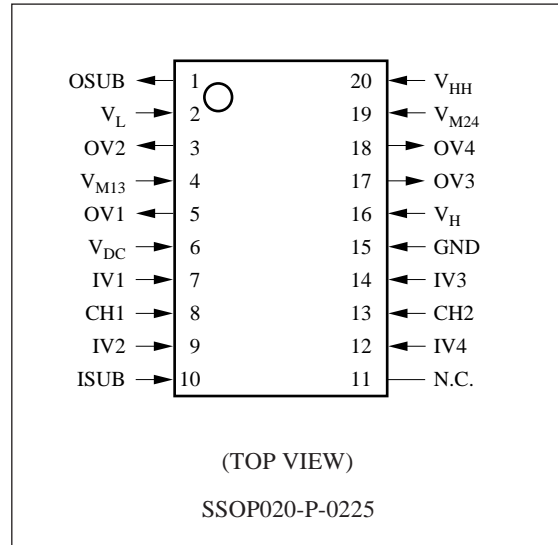 OSUB 1 20 VHH
VL 2 19 VM24
OV2 3 18 OV4
VM13 4 17 OV3
OV1 5 16 VH
VDC 6 15 GND
IV1 7 14 IV3
CH1 8 13 CH2
IV2 9 12 IV4
ISUB 10 11 N.C.
(TOP VIEW)
SSOP020-P-0225